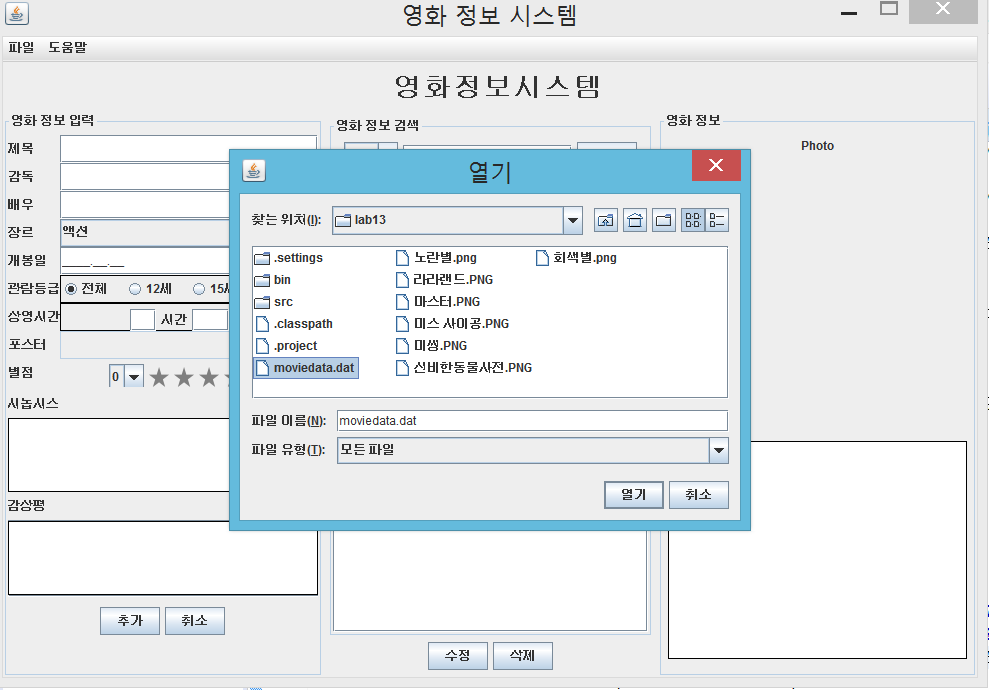 영화 정보 시스템
파일 도움말
영화정보시스템
영화 정보 입력
제목
감독
배우
장르 액션
개봉일 ____.__.__
관람등급 전체 12세
상영시간 시간
포스터
별점 0 ★ ★ ★
시놉시스
감상평
추가 취소
영화 정보 검색
수정 삭제
영화 정보
Photo
열기
찾는 위치(I): lab13
.settings
bin
src
.classpath
.project
moviedata.dat
노란별.png
라라랜드.PNG
마스터.PNG
미스 사이공.PNG
미씽.PNG
신비한동물사전.PNG
회색별.png
파일 이름(N): moviedata.dat
파일 유형(T): 모든 파일
열기 취소